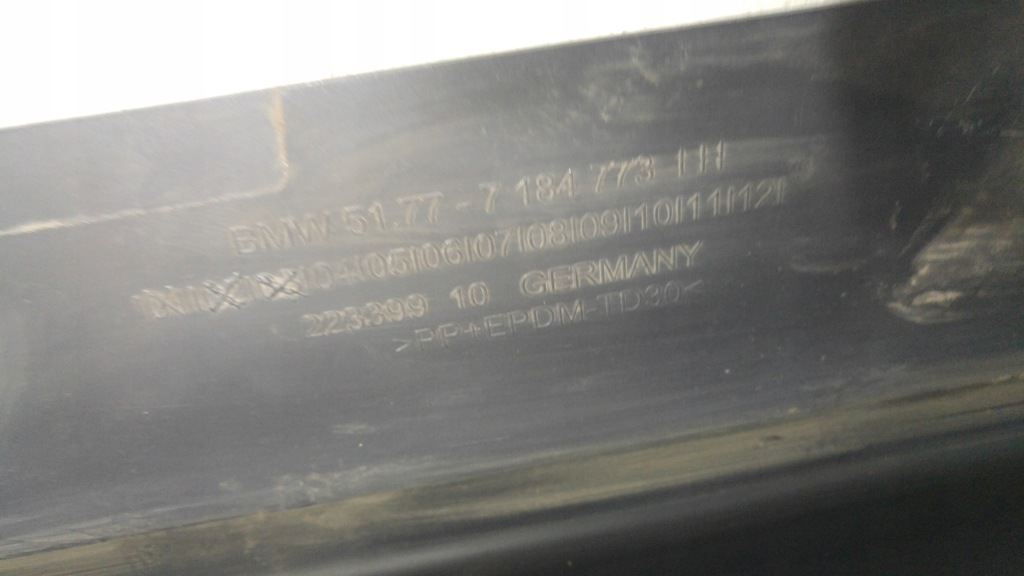 BMW 51.77 - 7 184 773 LH
04|05|06|07|08|09|10|11|12|
223399 10 GERMANY
>PP+EPDM-TD30<